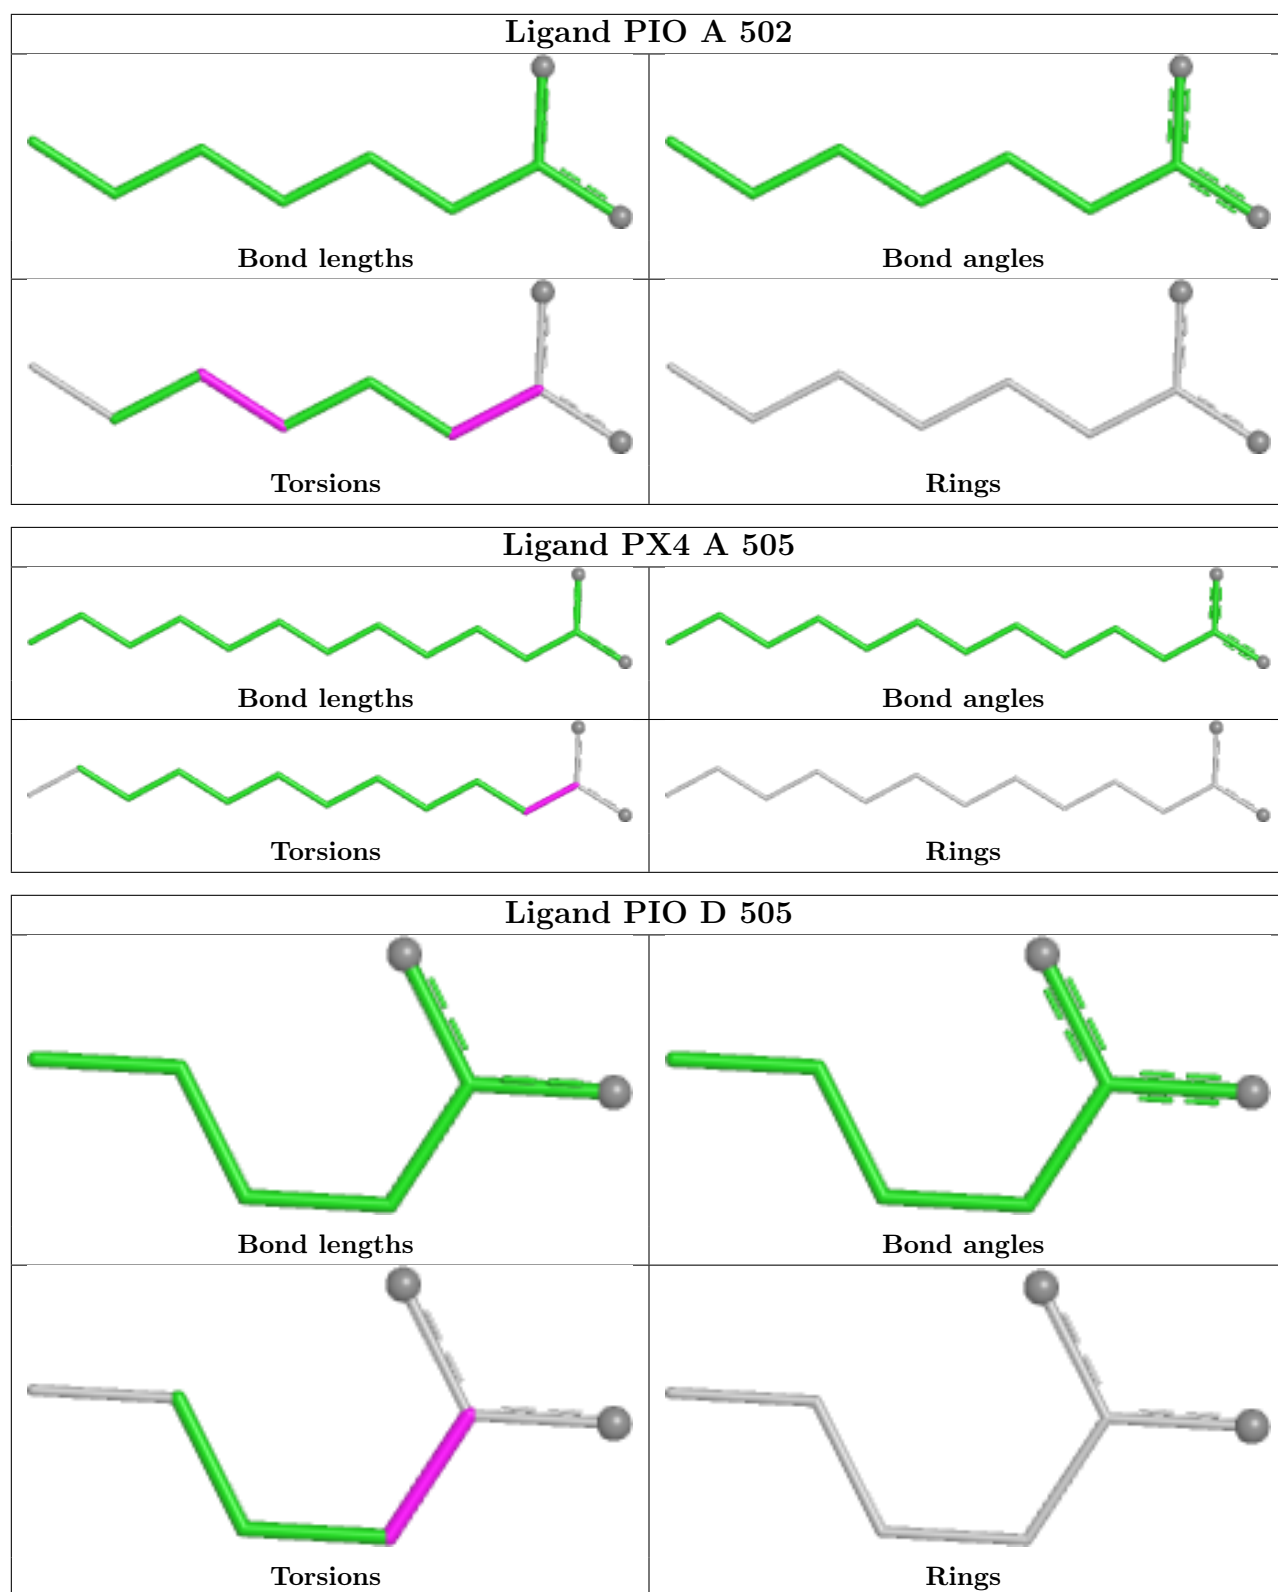 Ligand PIO A 502
Bond lengths
Bond angles
Torsions
Rings
Ligand PX4 A 505
Bond lengths
Bond angles
Torsions
Rings
Ligand PIO D 505
Bond lengths
Bond angles
Torsions
Rings